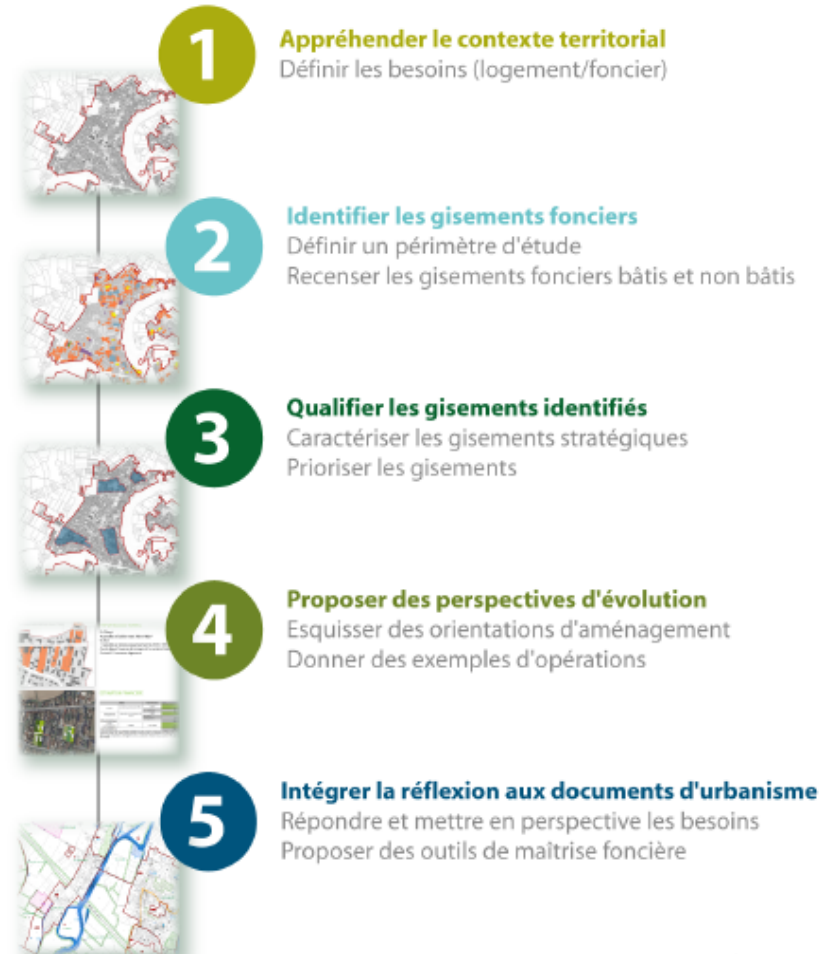 1
Appréhender le contexte territorial
Définir les besoins (logement/foncier)
2
Identifier les gisements fonciers
Définir un périmètre d'étude
Recenser les gisements fonciers bâtis et non bâtis
3
Qualifier les gisements identifiés
Caractériser les gisements stratégiques
Prioriser les gisements
4
Proposer des perspectives d'évolution
Esquisser des orientations d'aménagement
Donner des exemples d'opérations
5
Intégrer la réflexion aux documents d'urbanisme
Répondre et mettre en perspective les besoins
Proposer des outils de maîtrise foncière